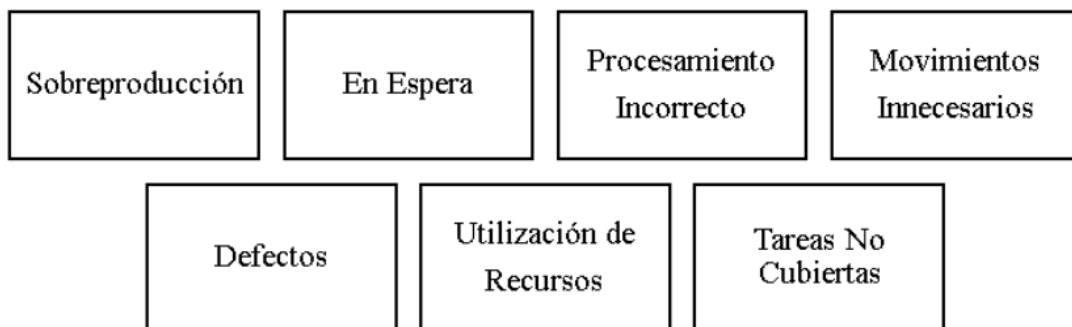 Sobreproducción
En Espera
Procesamiento
Incorrecto
Movimientos
Innecesarios
Defectos
Utilización de
Recursos
Tareas No
Cubiertas